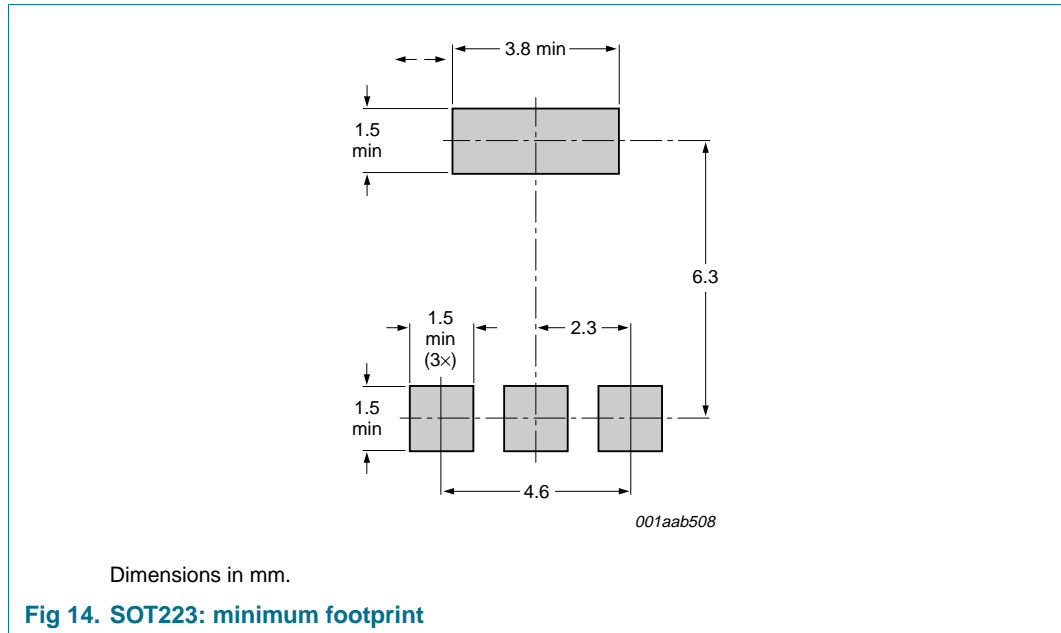 3.8 min
1.5
min
6.3
1.5
min
(3×)
2.3
1.5
min
4.6
001aab508
Dimensions in mm.
Fig 14. SOT223: minimum footprint